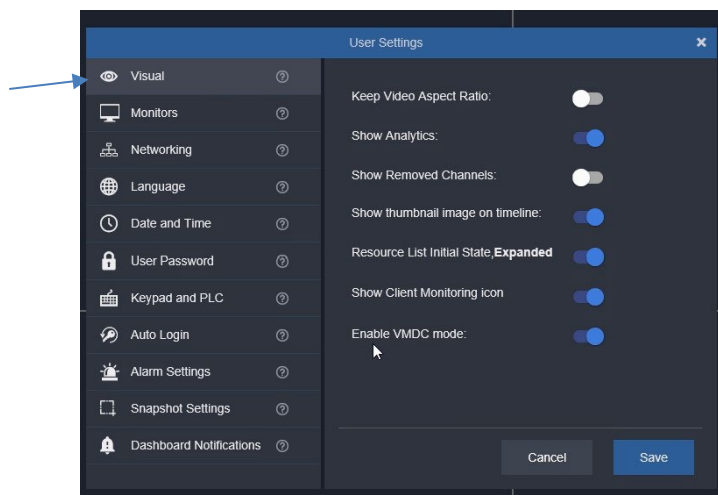 User Settings
Visual
Monitors
Networking
Language
Date and Time
User Password
Keypad and PLC
Auto Login
Alarm Settings
Snapshot Settings
Dashboard Notifications
Keep Video Aspect Ratio:
Show Analytics:
Show Removed Channels:
Show thumbnail image on timeline:
Resource List Initial State,Expanded
Show Client Monitoring icon
Enable VMDC mode:
Cancel
Save